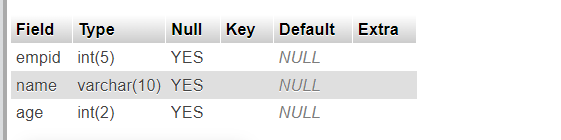 Field Type Null Key Default Extra
empid int(5) YES NULL
name varchar(10) YES NULL
age int(2) YES NULL